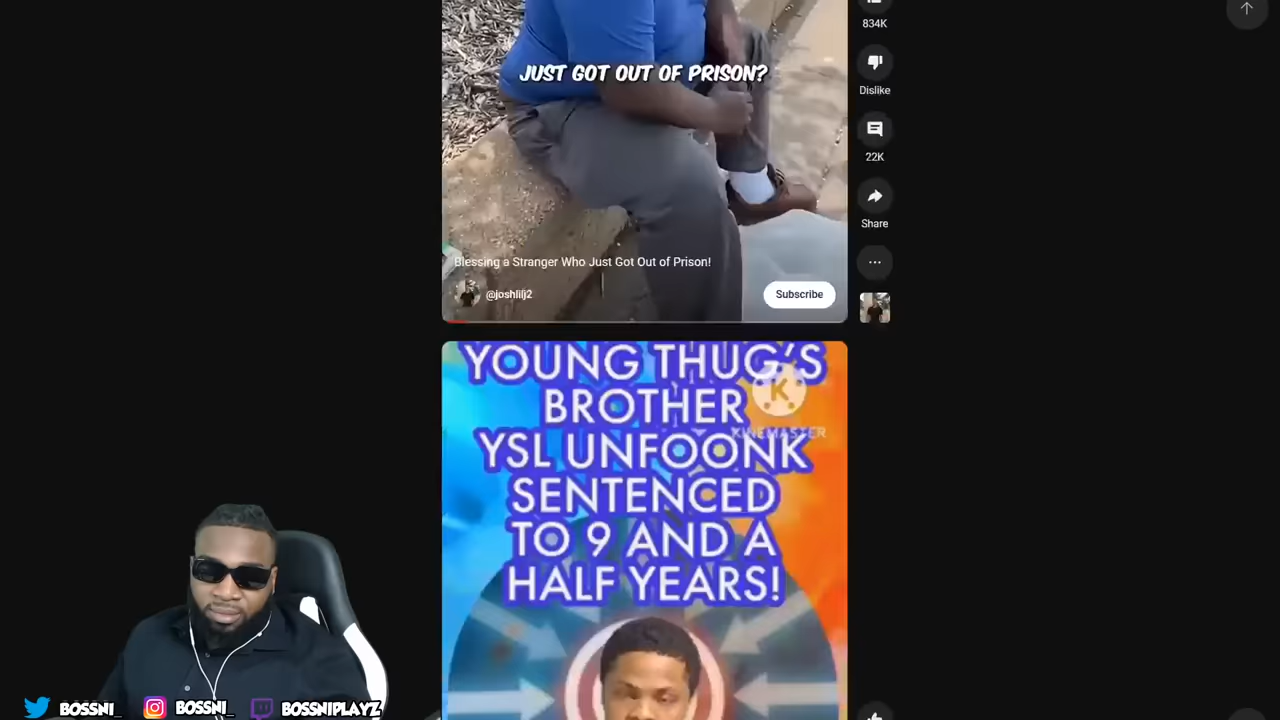 834K
JUST GOT OUT OF PRISON?
Dislike
22K
Share
Blessing a Stranger Who Just Got Out of Prison!
@joshlilj2
Subscribe
YOUNG THUG'S
BROTHER
K
KINEMASTER
YSL UNFOONK
SENTENCED
TO 9 AND A
HALF YEARS!
BOSSNI_
BOSSNI_
BOSSNIPLAYZ